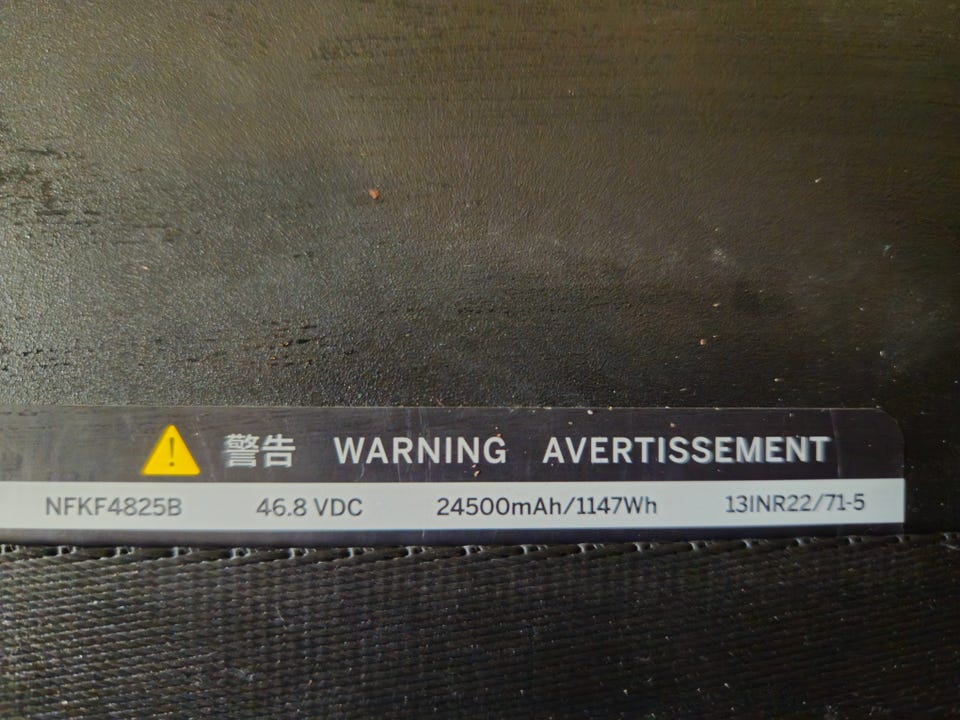 警告 WARNING AVERTISSEMENT
NFKF4825B 46.8 VDC 24500mAh/1147Wh 13INR22/71-5